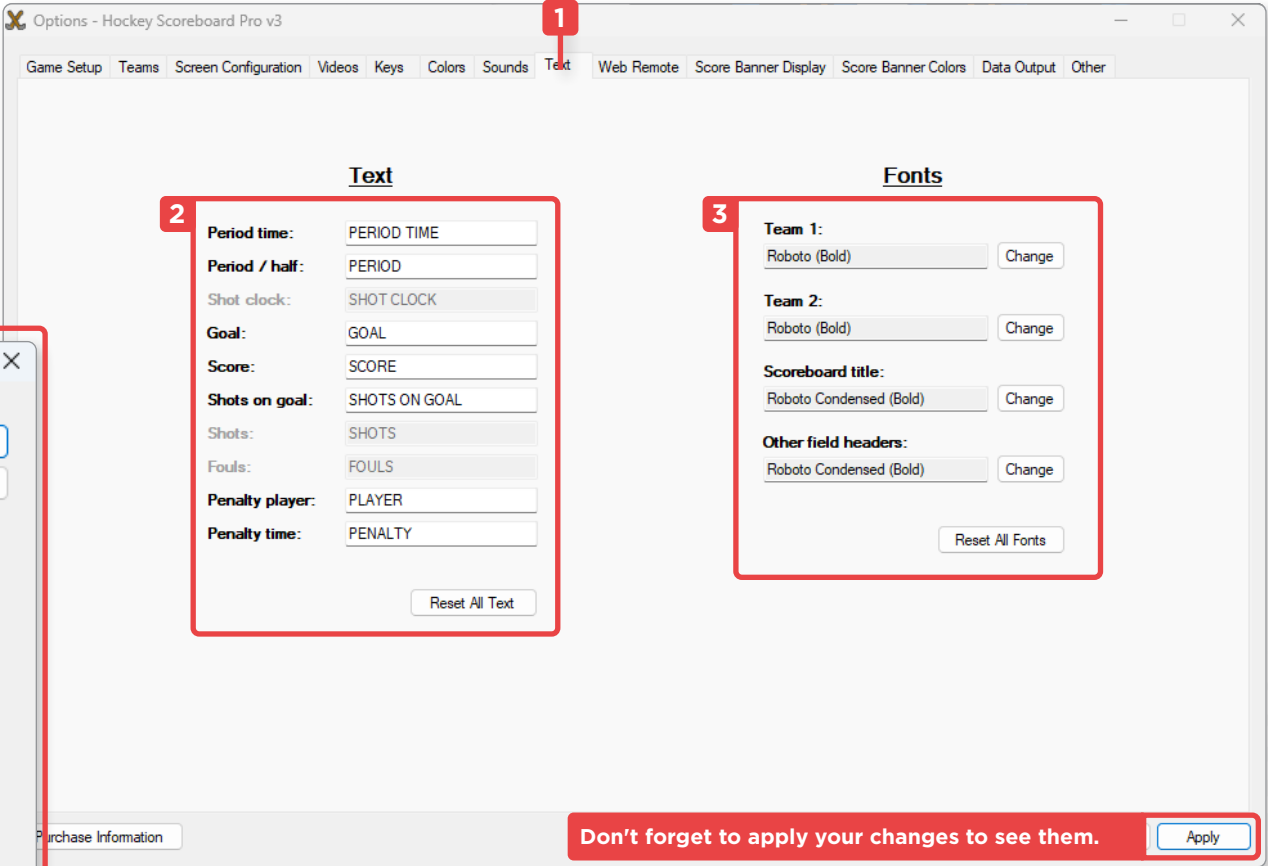 Options - Hockey Scoreboard Pro v3
1
Game Setup Teams Screen Configuration Videos Keys Colors Sounds Text Web Remote Score Banner Display Score Banner Colors Data Output Other
Text
2
Period time: PERIOD TIME
Period / half: PERIOD
Shot clock: SHOT CLOCK
Goal: GOAL
Score: SCORE
Shots on goal: SHOTS ON GOAL
Shots: SHOTS
Fouls: FOULS
Penalty player: PLAYER
Penalty time: PENALTY
Reset All Text
Fonts
3
Team 1:
Roboto (Bold) Change
Team 2:
Roboto (Bold) Change
Scoreboard title:
Roboto Condensed (Bold) Change
Other field headers:
Roboto Condensed (Bold) Change
Reset All Fonts
Purchase Information
Don't forget to apply your changes to see them.
Apply